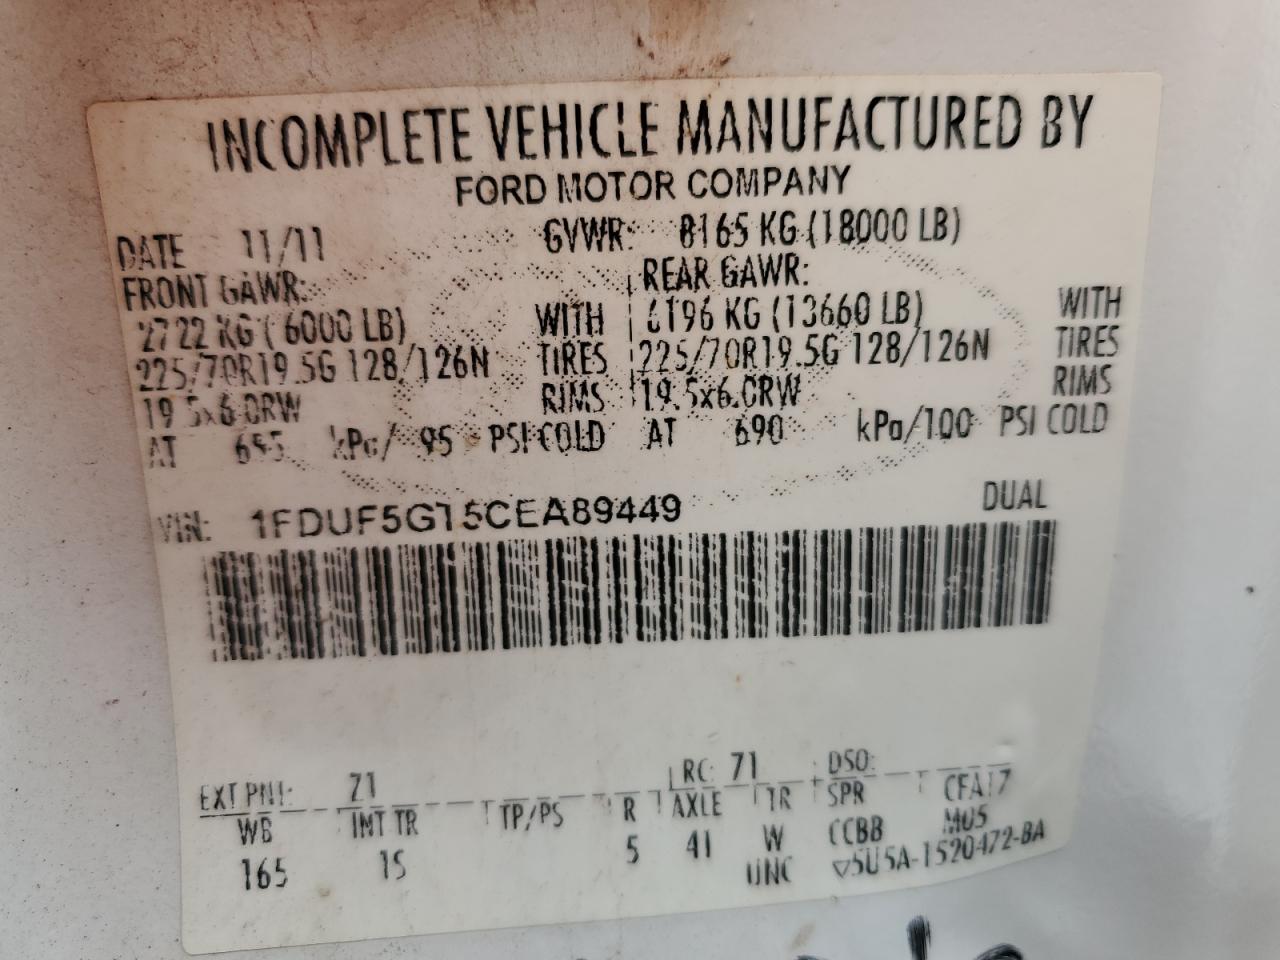 INCOMPLETE VEHICLE MANUFACTURED BY
FORD MOTOR COMPANY
DATE 11/11 GVWR: 8165 KG (18000 LB)
FRONT GAWR: REAR GAWR:
2722 KG ( 6000 LB) WITH 6196 KG (13660 LB) WITH
225/70R19.5G 128/126N TIRES 225/70R19.5G 128/126N TIRES
19.5x6.0RW RIMS 19.5x6.0RW RIMS
AT 655 kPa/ 95 PSI COLD AT 690 kPa/100 PSI COLD
VIN: 1FDUF5GT5CEA89449 DUAL
EXT PNT: Z1 RC: 71 DSO:
WB INT TR TP/PS R AXLE TR SPR CFA17
165 1S 5 41 W CCBB M05
UNC ▽5U5A-1520472-BA